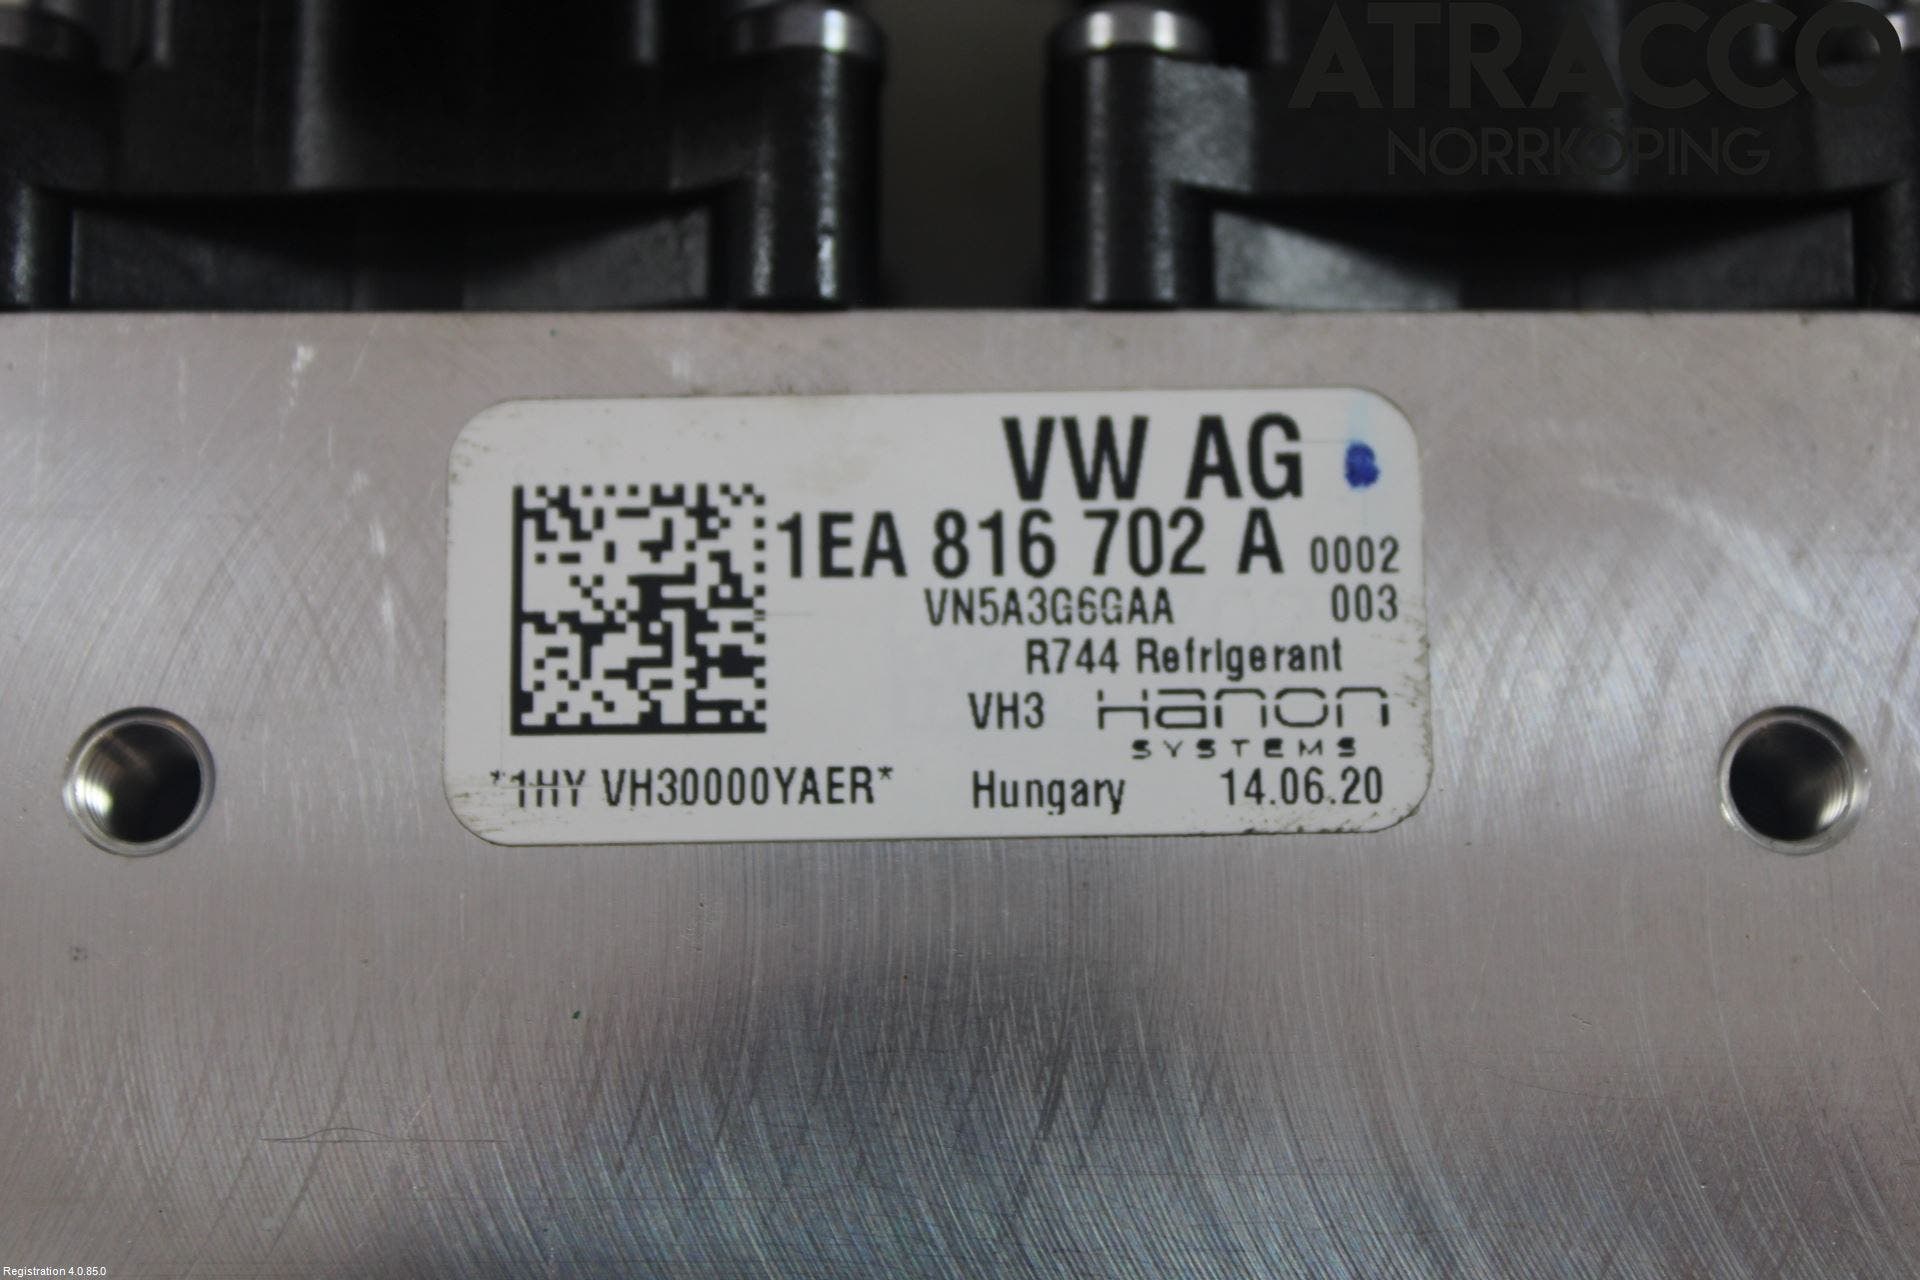 ATRACCO
NORRKÖPING
VW AG
1EA 816 702 A 0002
VN5A3G6GAA 003
R744 Refrigerant
VH3 Hanon
SYSTEMS
*1HY VH30000YAER* Hungary 14.06.20
Registration 4.0.85.0